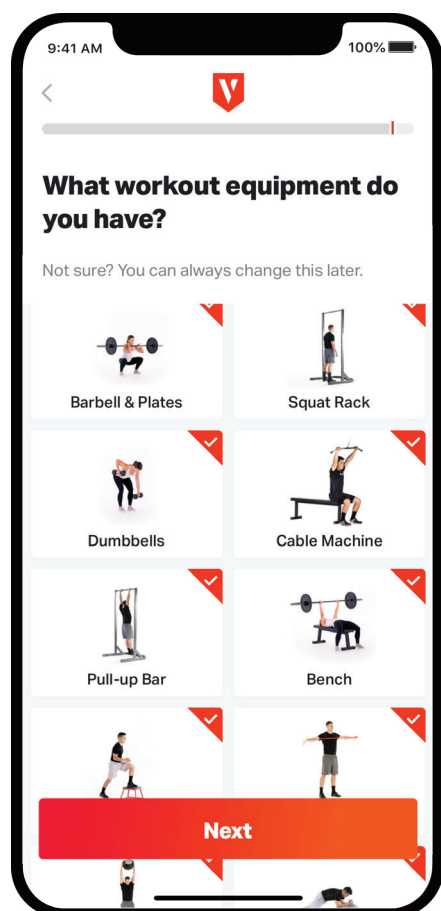 9:41 AM 100%
V
What workout equipment do
you have?
Not sure? You can always change this later.
Barbell & Plates Squat Rack
Dumbbells Cable Machine
Pull-up Bar Bench
Next